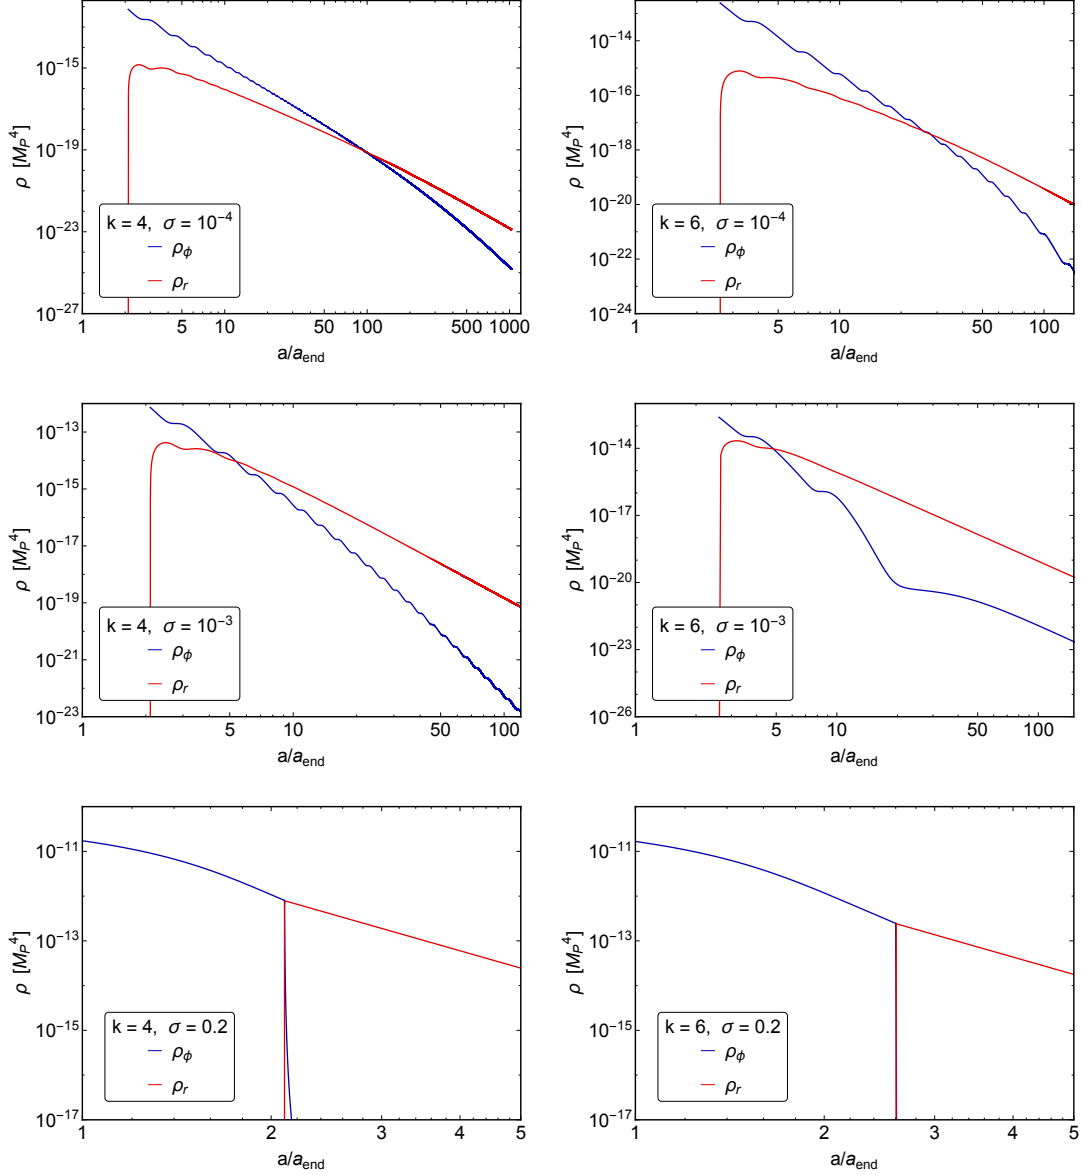 10^−15
10^−19
10^−23
10^−27
ρ [M_P^4]
k = 4, σ = 10^−4
ρ_ϕ
ρ_r
1 5 10 50 100 500 1000
a/a_end
10^−14
10^−16
10^−18
10^−20
10^−22
10^−24
ρ [M_P^4]
k = 6, σ = 10^−4
ρ_ϕ
ρ_r
1 5 10 50 100
a/a_end
10^−13
10^−15
10^−17
10^−19
10^−21
10^−23
ρ [M_P^4]
k = 4, σ = 10^−3
ρ_ϕ
ρ_r
1 5 10 50 100
a/a_end
10^−14
10^−17
10^−20
10^−23
10^−26
ρ [M_P^4]
k = 6, σ = 10^−3
ρ_ϕ
ρ_r
1 5 10 50 100
a/a_end
10^−11
10^−13
10^−15
10^−17
ρ [M_P^4]
k = 4, σ = 0.2
ρ_ϕ
ρ_r
1 2 3 4 5
a/a_end
10^−11
10^−13
10^−15
10^−17
ρ [M_P^4]
k = 6, σ = 0.2
ρ_ϕ
ρ_r
1 2 3 4 5
a/a_end